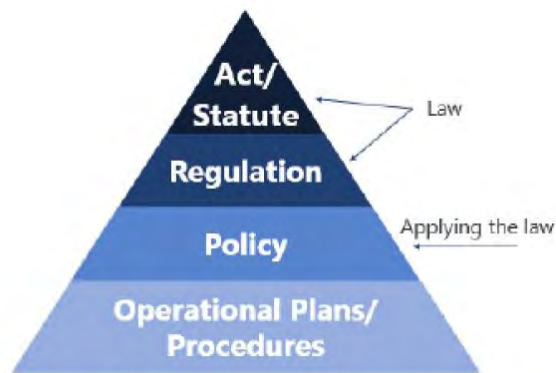 Act/
Statute
Law
Regulation
Applying the law
Policy
Operational Plans/
Procedures